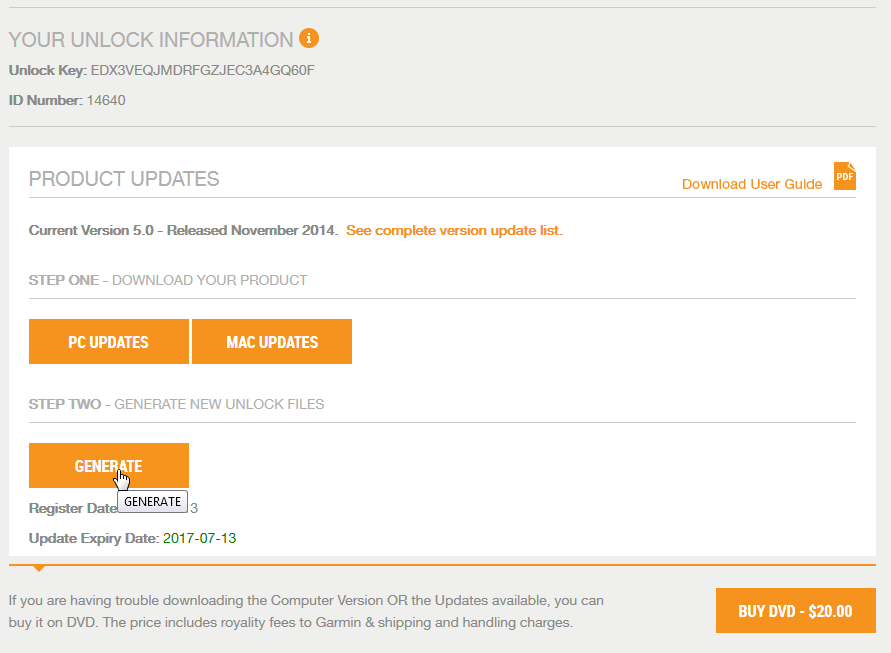 YOUR UNLOCK INFORMATION i
Unlock Key: EDX3VEQJMDRFGZJEC3A4GQ60F
ID Number: 14640
PRODUCT UPDATES
Download User Guide PDF
Current Version 5.0 - Released November 2014. See complete version update list.
STEP ONE - DOWNLOAD YOUR PRODUCT
PC UPDATES MAC UPDATES
STEP TWO - GENERATE NEW UNLOCK FILES
GENERATE
GENERATE
Register Date 3
Update Expiry Date: 2017-07-13
If you are having trouble downloading the Computer Version OR the Updates available, you can
buy it on DVD. The price includes royality fees to Garmin & shipping and handling charges.
BUY DVD - $20.00